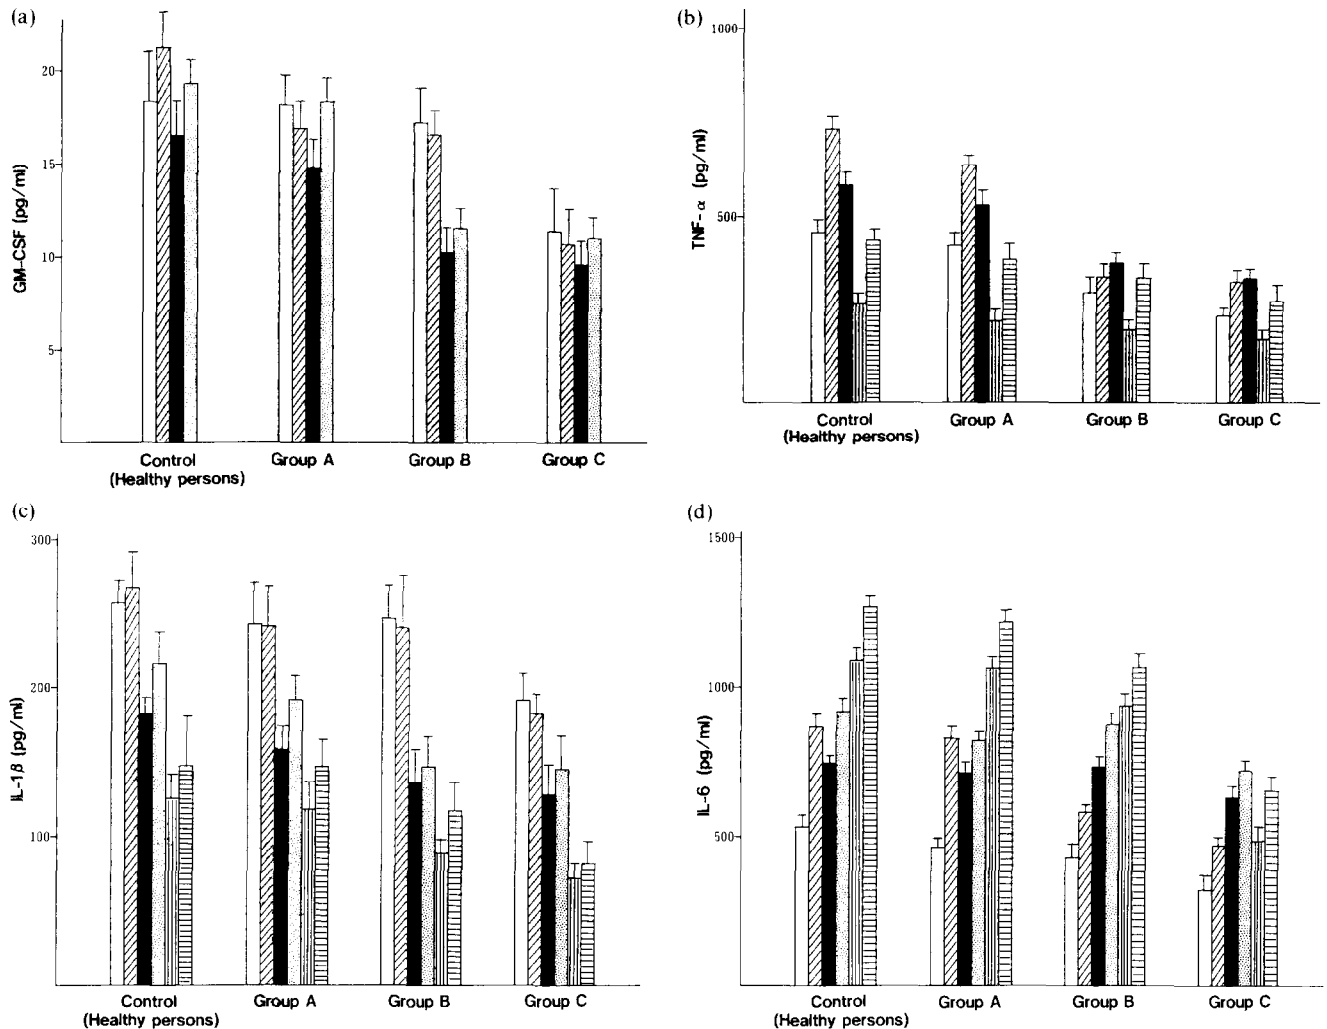 (a)
20
15
10
5
GM-CSF (pg/ml)
Control
(Healthy persons)
Group A
Group B
Group C
(b)
1000
500
TNF-α (pg/ml)
Control
(Healthy persons)
Group A
Group B
Group C
(c)
300
200
100
IL-1β (pg/ml)
Control
(Healthy persons)
Group A
Group B
Group C
(d)
1500
1000
500
IL-6 (pg/ml)
Control
(Healthy persons)
Group A
Group B
Group C